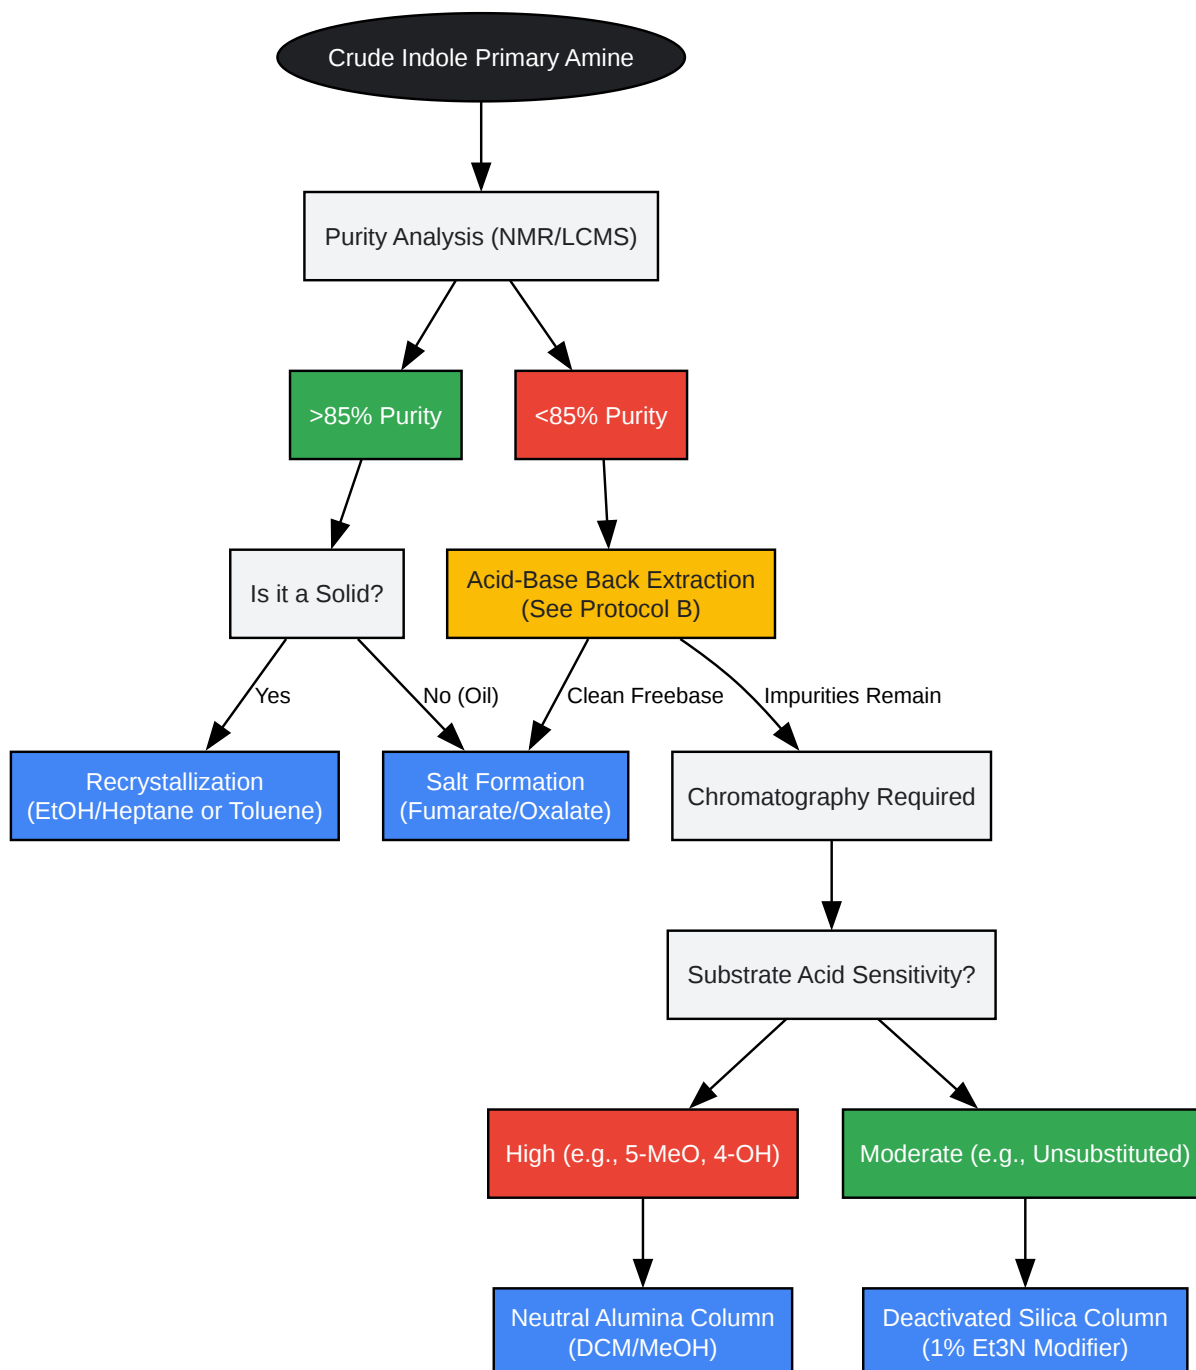 Crude Indole Primary Amine
Purity Analysis (NMR/LCMS)
>85% Purity
<85% Purity
Is it a Solid?
Acid-Base Back Extraction
(See Protocol B)
Yes
No (Oil)
Clean Freebase
Impurities Remain
Recrystallization
(EtOH/Heptane or Toluene)
Salt Formation
(Fumarate/Oxalate)
Chromatography Required
Substrate Acid Sensitivity?
High (e.g., 5-MeO, 4-OH)
Moderate (e.g., Unsubstituted)
Neutral Alumina Column
(DCM/MeOH)
Deactivated Silica Column
(1% Et3N Modifier)